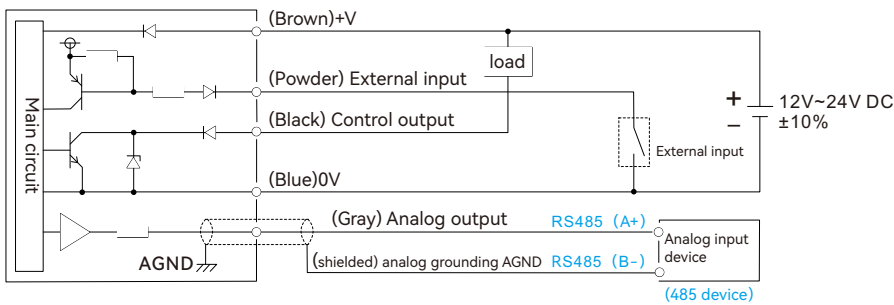 (Brown)+V
load
(Powder) External input
Main circuit
(Black) Control output
+
−
12V~24V DC
±10%
External input
(Blue)0V
(Gray) Analog output
RS485 (A+)
Analog input
device
AGND
(shielded) analog grounding AGND
RS485 (B-)
(485 device)